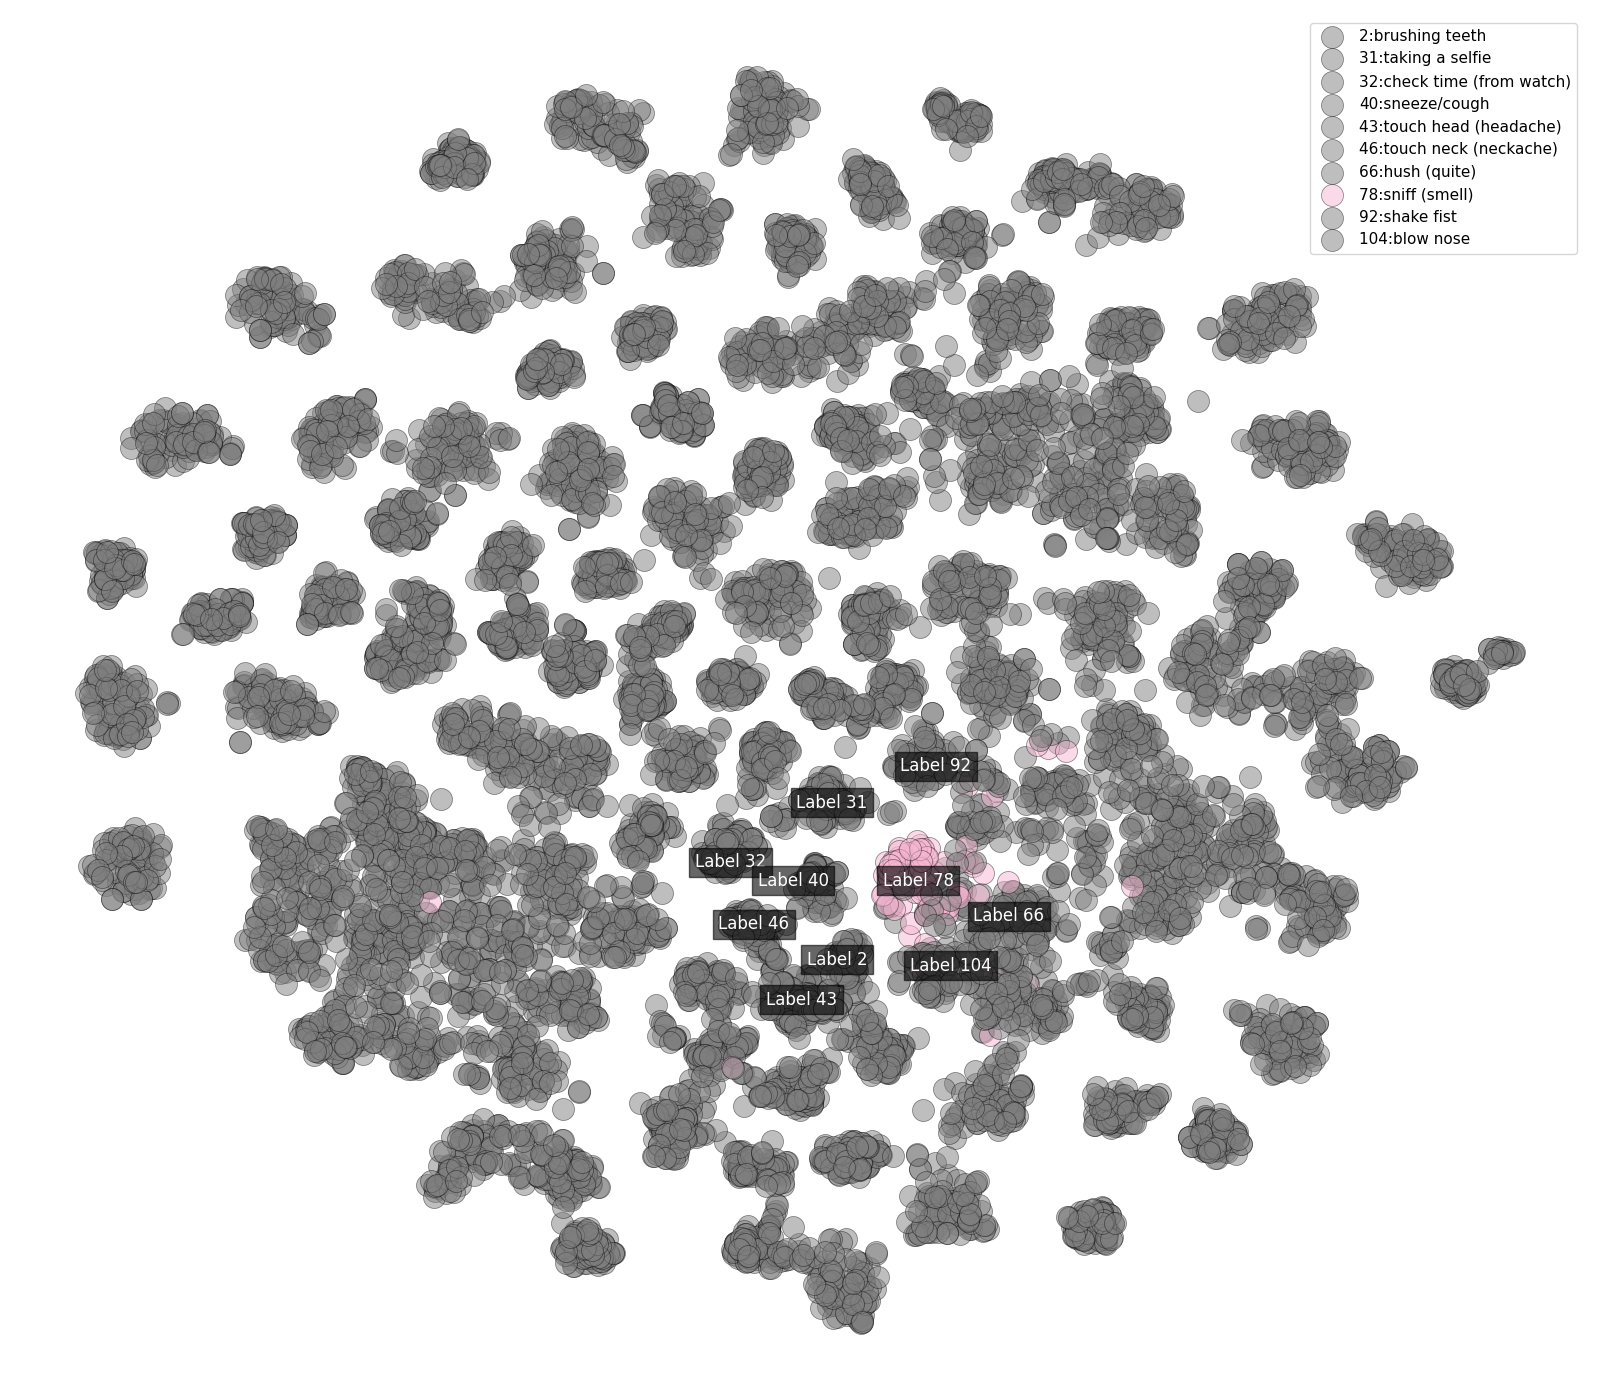 2:brushing teeth
31:taking a selfie
32:check time (from watch)
40:sneeze/cough
43:touch head (headache)
46:touch neck (neckache)
66:hush (quite)
78:sniff (smell)
92:shake fist
104:blow nose
Label 92
Label 31
Label 32
Label 40
Label 78
Label 46
Label 66
Label 2
Label 104
Label 43